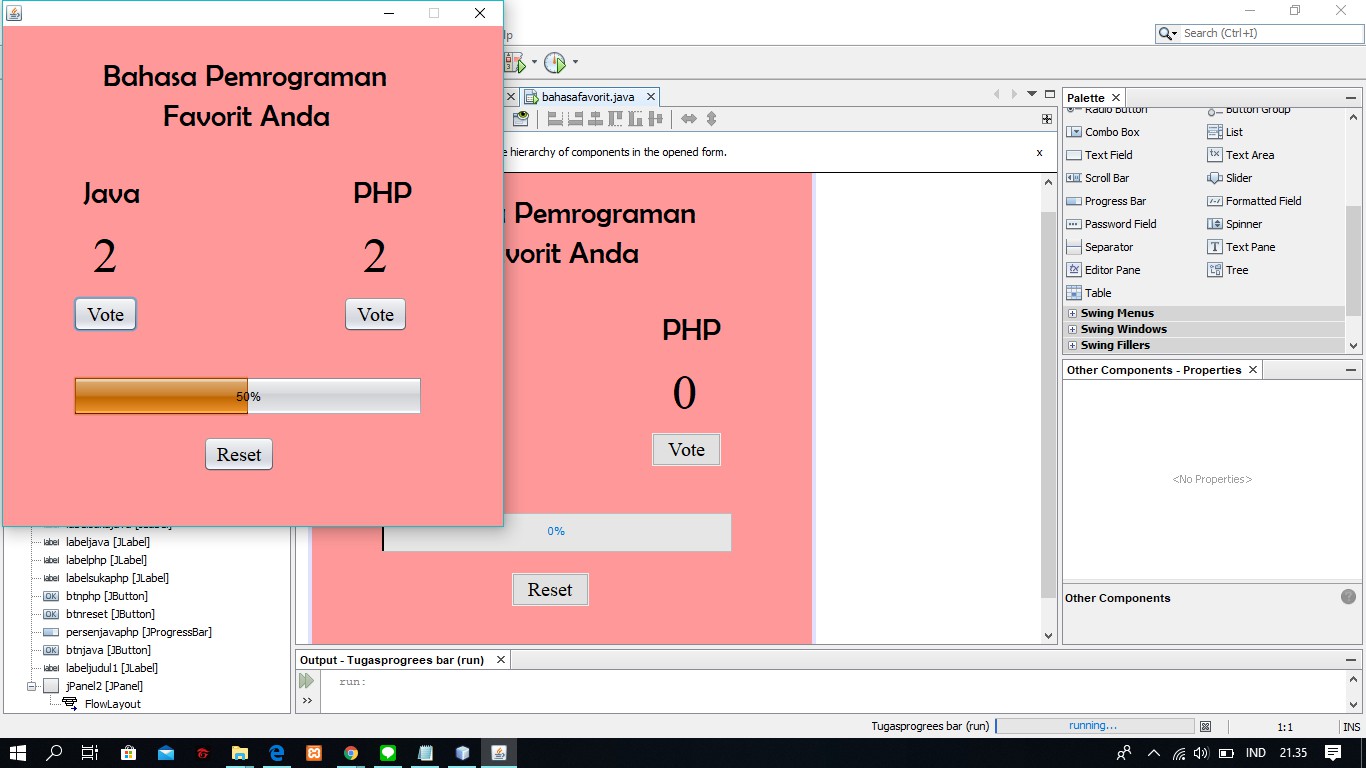 Bahasa Pemrograman
Favorit Anda
Java
PHP
2
2
Vote
Vote
50%
Reset
lp
Search (Ctrl+I)
bahasafavorit.java
e hierarchy of components in the opened form.
x
Pemrograman
vorit Anda
PHP
0
Vote
0%
Reset
Palette
Radio Button
Button Group
Combo Box
List
Text Field
Text Area
Scroll Bar
Slider
Progress Bar
Formatted Field
Password Field
Spinner
Separator
Text Pane
Editor Pane
Tree
Table
Swing Menus
Swing Windows
Swing Fillers
Other Components - Properties
<No Properties>
Other Components
labelsukajava [JLabel]
labeljava [JLabel]
labelphp [JLabel]
labelsukaphp [JLabel]
btnphp [JButton]
btnreset [JButton]
persenjavaphp [JProgressBar]
btnjava [JButton]
labeljudul1 [JLabel]
jPanel2 [JPanel]
FlowLayout
Output - Tugasprogrees bar (run)
run:
Tugasprogrees bar (run)
running...
1:1
INS
IND
21.35